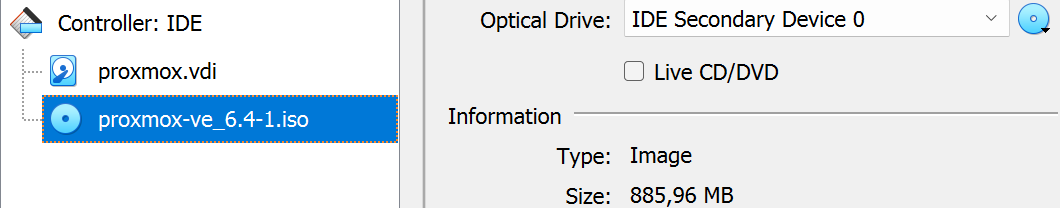 Controller: IDE
proxmox.vdi
proxmox-ve_6.4-1.iso
Optical Drive: IDE Secondary Device 0
Live CD/DVD
Information
Type: Image
Size: 885,96 MB